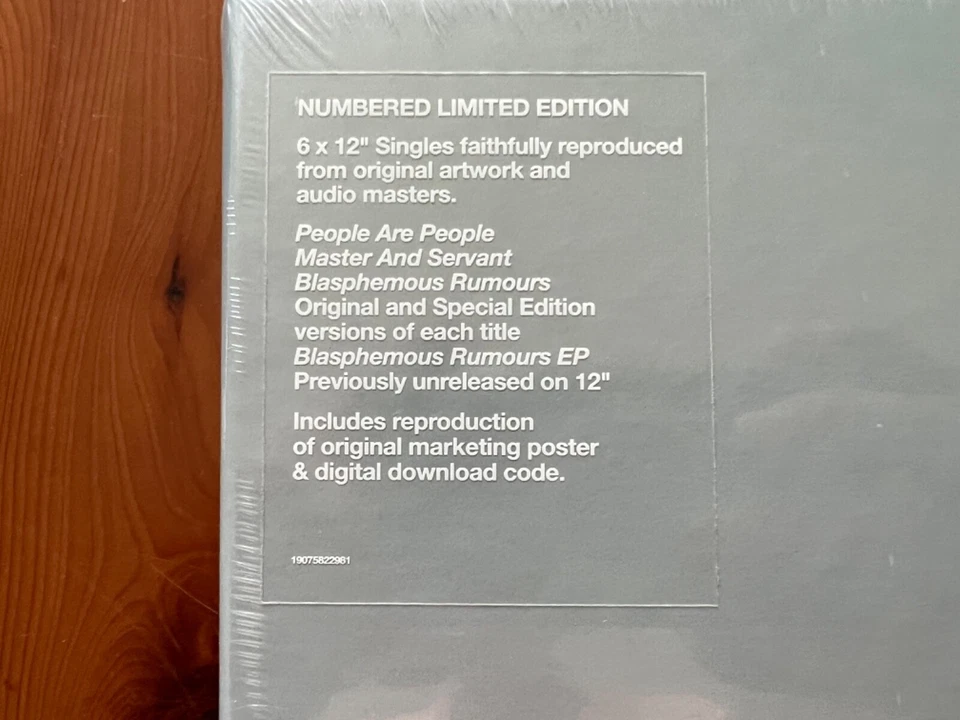 NUMBERED LIMITED EDITION
6 x 12" Singles faithfully reproduced
from original artwork and
audio masters.
People Are People
Master And Servant
Blasphemous Rumours
Original and Special Edition
versions of each title
Blasphemous Rumours EP
Previously unreleased on 12"
Includes reproduction
of original marketing poster
& digital download code.
19075822981